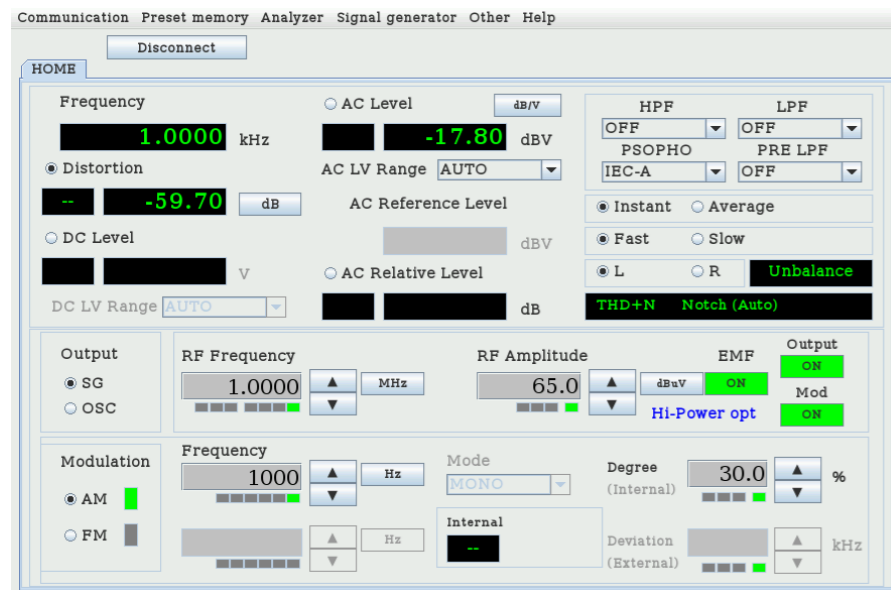 Communication Preset memory Analyzer Signal generator Other Help
Disconnect
HOME
Frequency
1.0000 kHz
Distortion
-- -59.70 dB
DC Level
V
DC LV Range AUTO
AC Level dB/V
-17.80 dBV
AC LV Range AUTO
AC Reference Level
dBV
AC Relative Level
dB
HPF LPF
OFF OFF
PSOPHO PRE LPF
IEC-A OFF
Instant Average
Fast Slow
L R Unbalance
THD+N Notch (Auto)
Output
SG
OSC
RF Frequency
1.0000 MHz
RF Amplitude EMF
65.0 dBuV ON
Hi-Power opt
Output
ON
Mod
ON
Modulation
AM
FM
Frequency
1000 Hz
Hz
Mode
MONO
Internal
--
Degree
(Internal)
30.0 %
Deviation
(External)
kHz